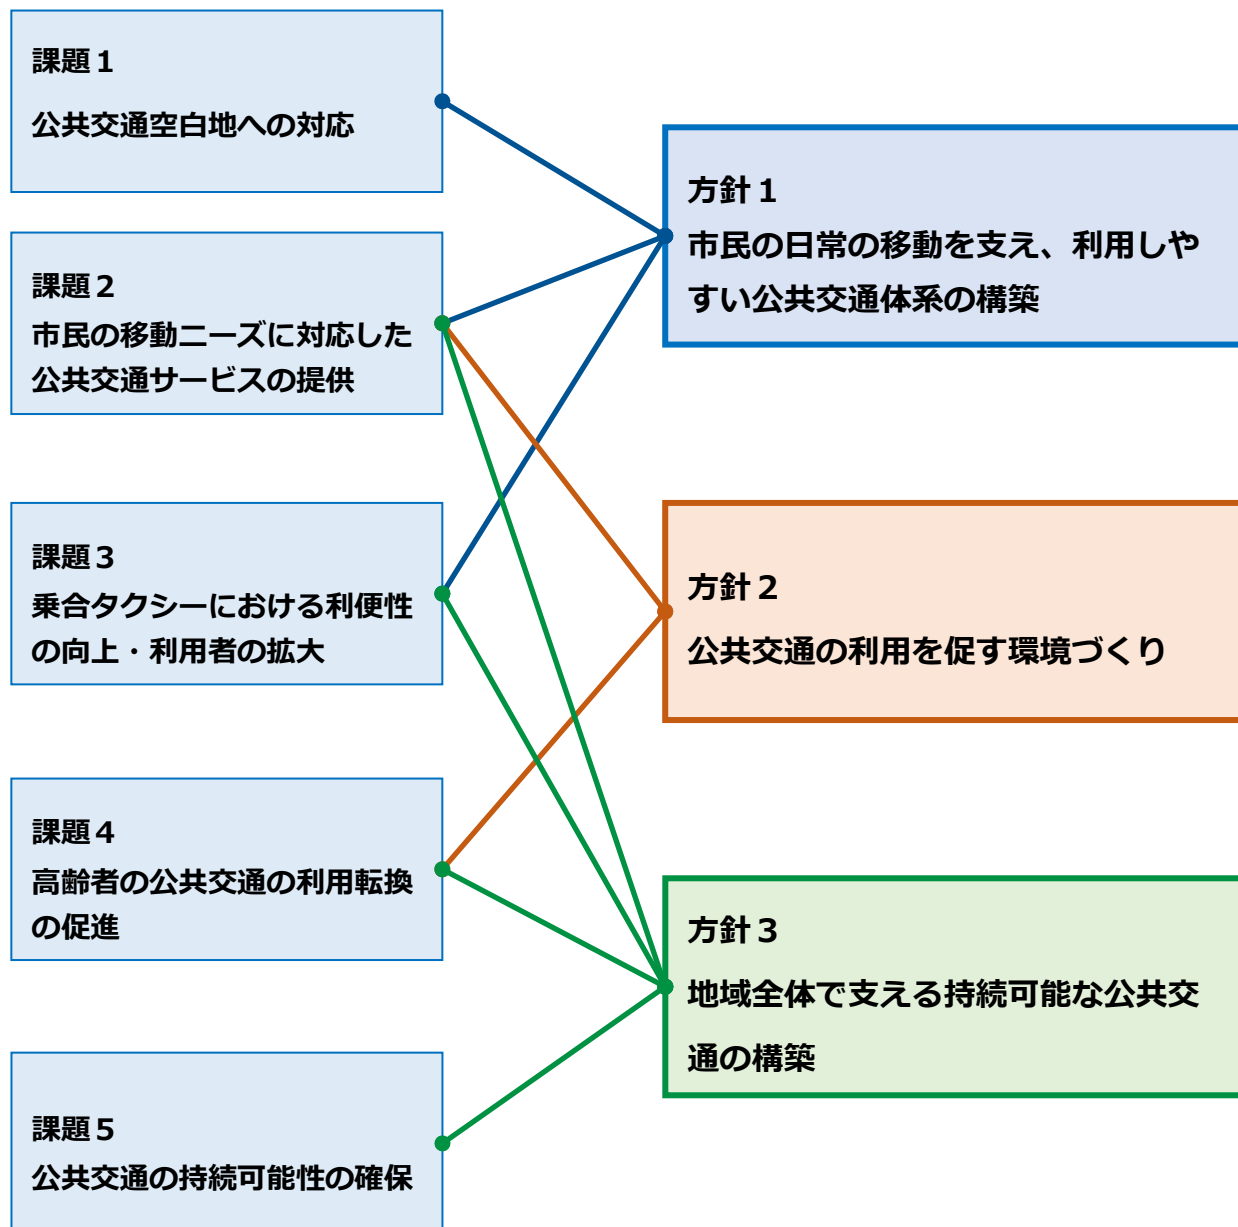 課題１
公共交通空白地への対応
課題２
市民の移動ニーズに対応した
公共交通サービスの提供
課題３
乗合タクシーにおける利便性
の向上・利用者の拡大
課題４
高齢者の公共交通の利用転換
の促進
課題５
公共交通の持続可能性の確保
方針１
市民の日常の移動を支え、利用しや
すい公共交通体系の構築
方針２
公共交通の利用を促す環境づくり
方針３
地域全体で支える持続可能な公共交
通の構築